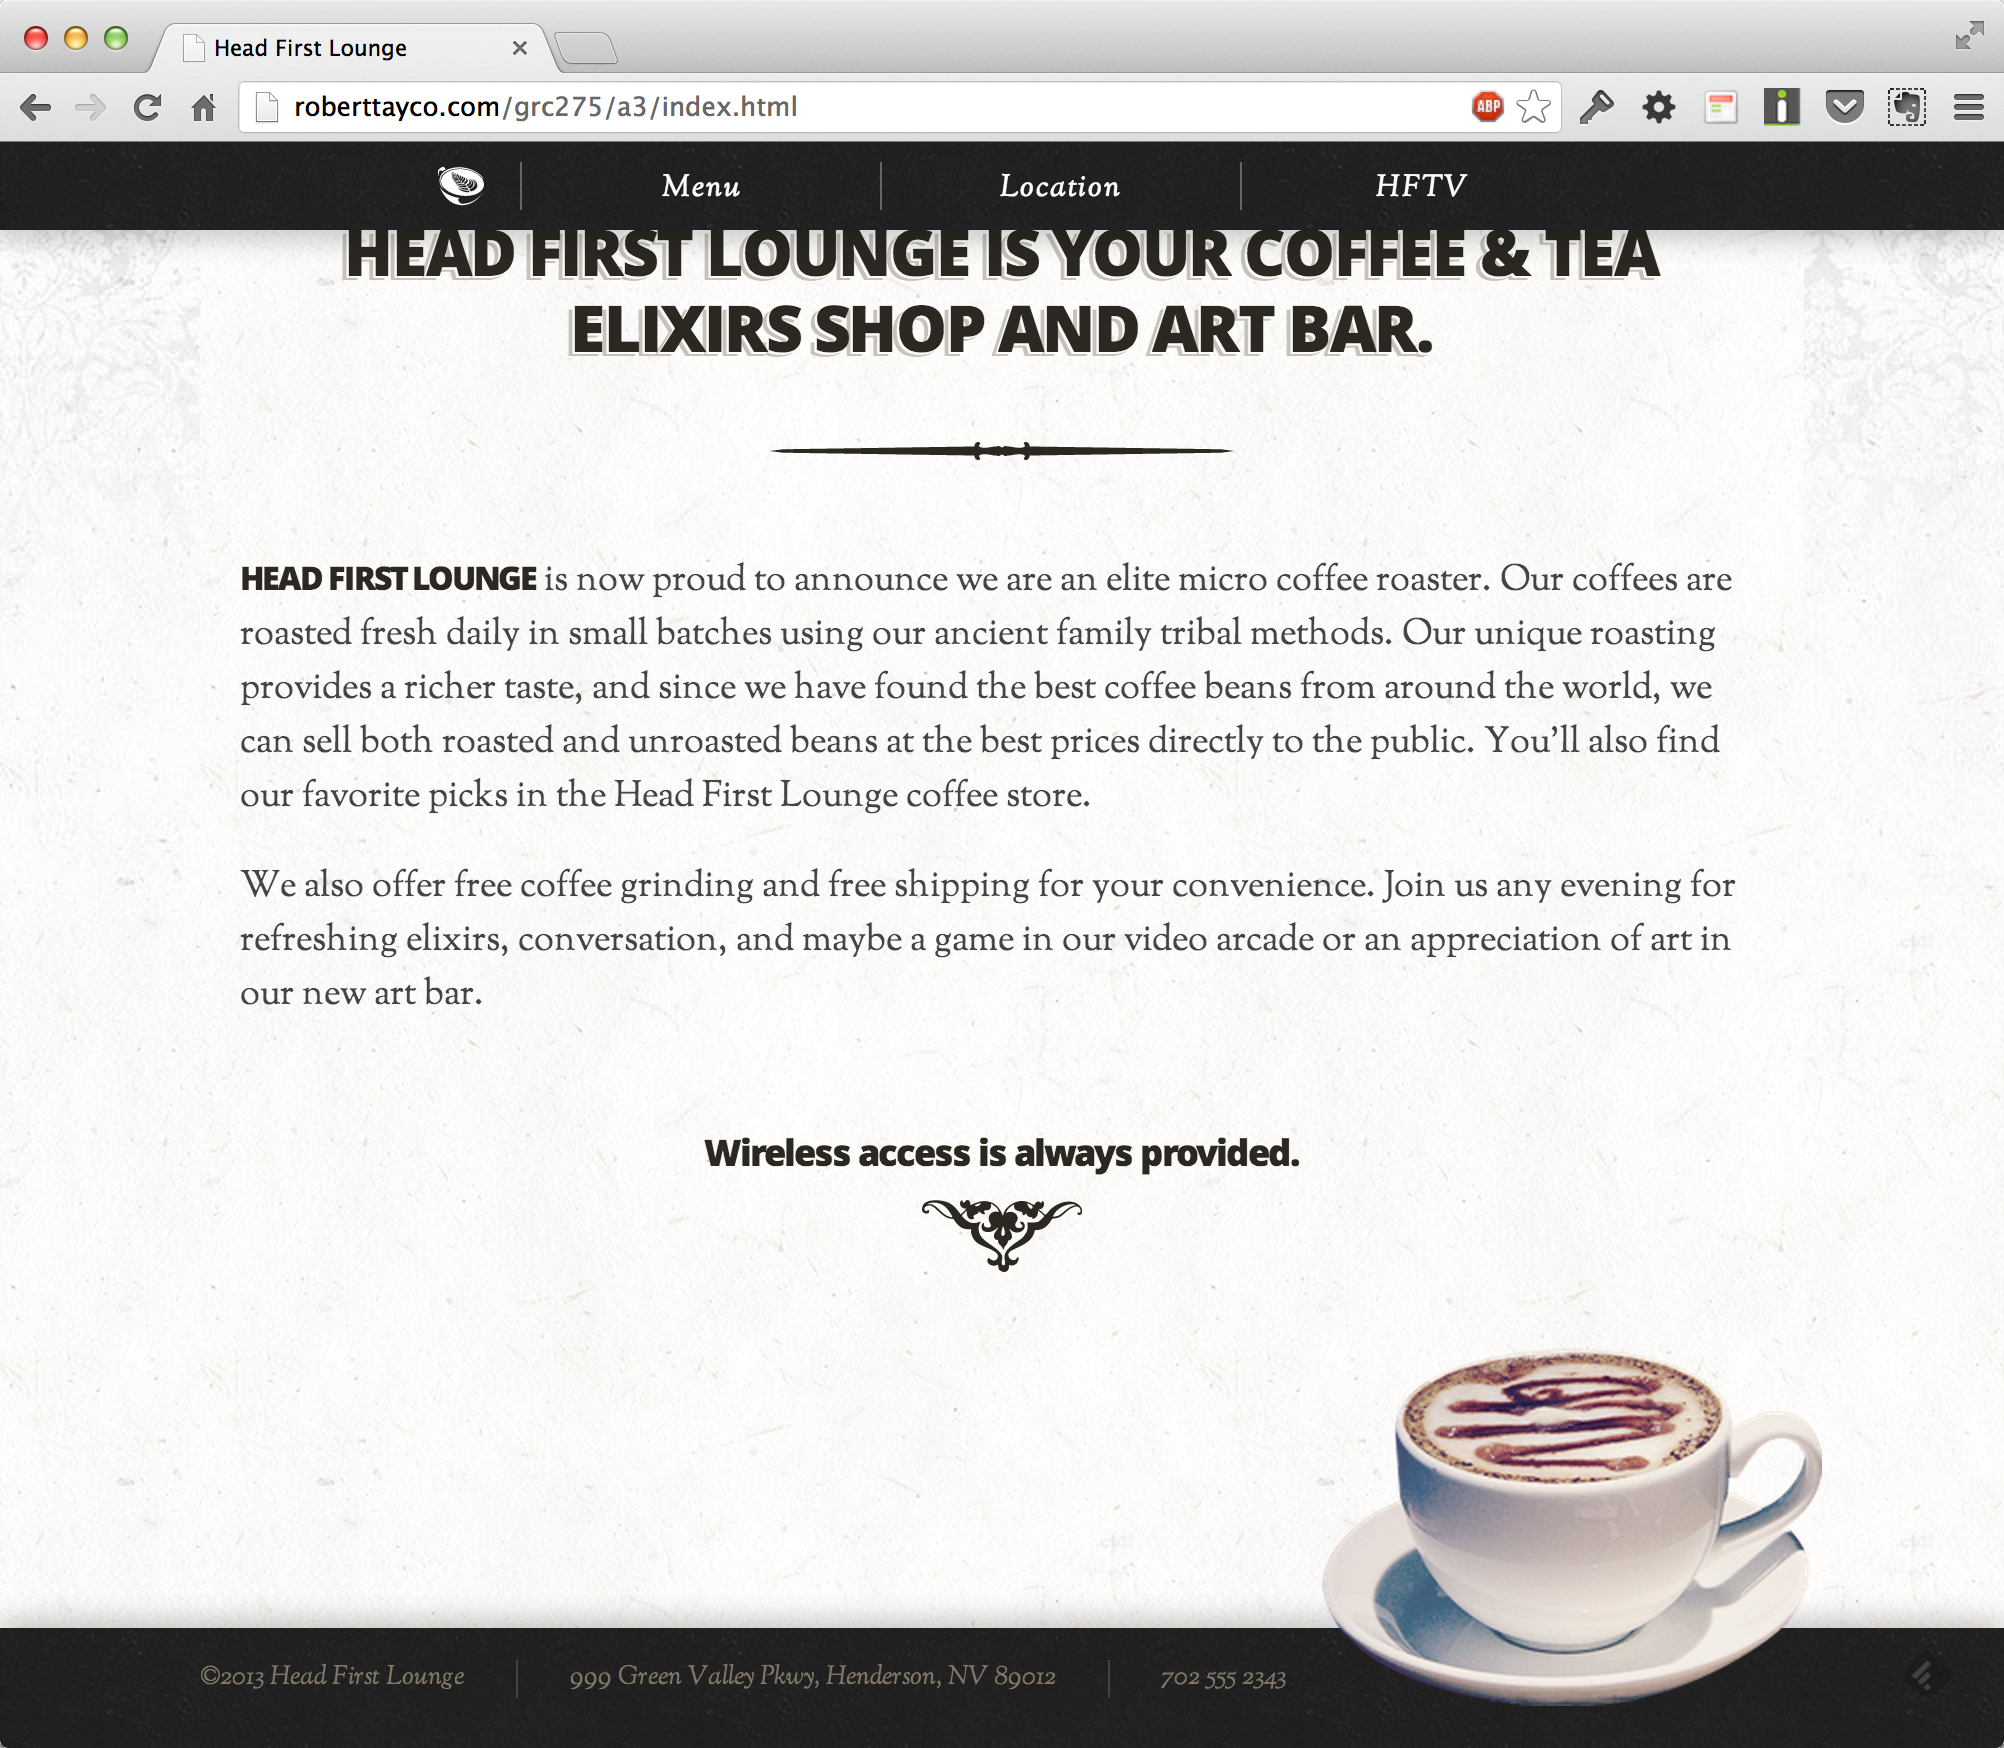 Head First Lounge
roberttayco.com/grc275/a3/index.html
ABP
Menu
Location
HFTV
HEAD FIRST LOUNGE IS YOUR COFFEE & TEA
ELIXIRS SHOP AND ART BAR.
HEAD FIRST LOUNGE is now proud to announce we are an elite micro coffee roaster. Our coffees are
roasted fresh daily in small batches using our ancient family tribal methods. Our unique roasting
provides a richer taste, and since we have found the best coffee beans from around the world, we
can sell both roasted and unroasted beans at the best prices directly to the public. You’ll also find
our favorite picks in the Head First Lounge coffee store.
We also offer free coffee grinding and free shipping for your convenience. Join us any evening for
refreshing elixirs, conversation, and maybe a game in our video arcade or an appreciation of art in
our new art bar.
Wireless access is always provided.
©2013 Head First Lounge
999 Green Valley Pkwy, Henderson, NV 89012
702 555 2343